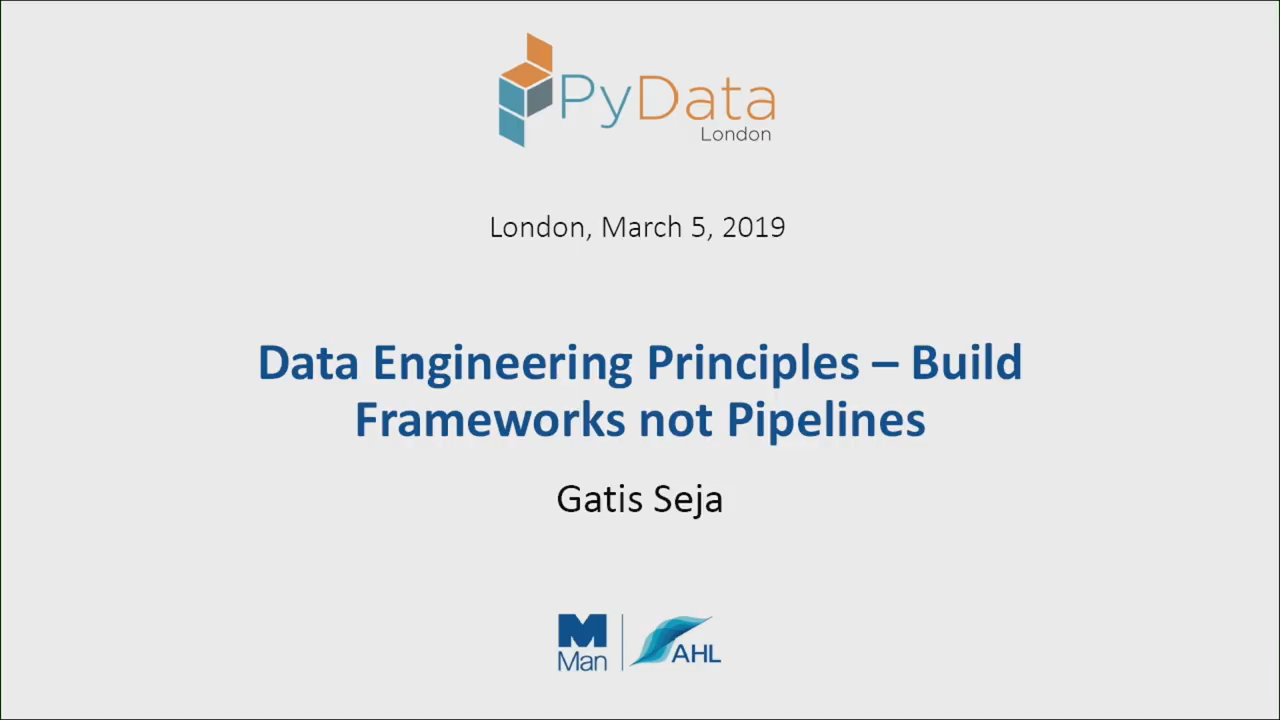 PyData
London
London, March 5, 2019
Data Engineering Principles – Build
Frameworks not Pipelines
Gatis Seja
M
Man
AHL